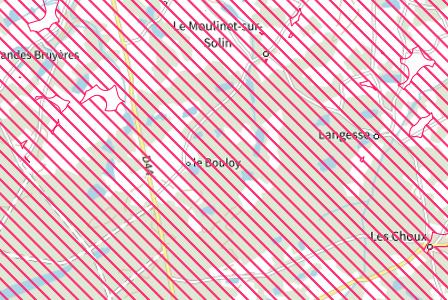 Le Moulinet-sur-
Solin
andes Bruyères
Langesse
le Bouloy
D44
Les Choux